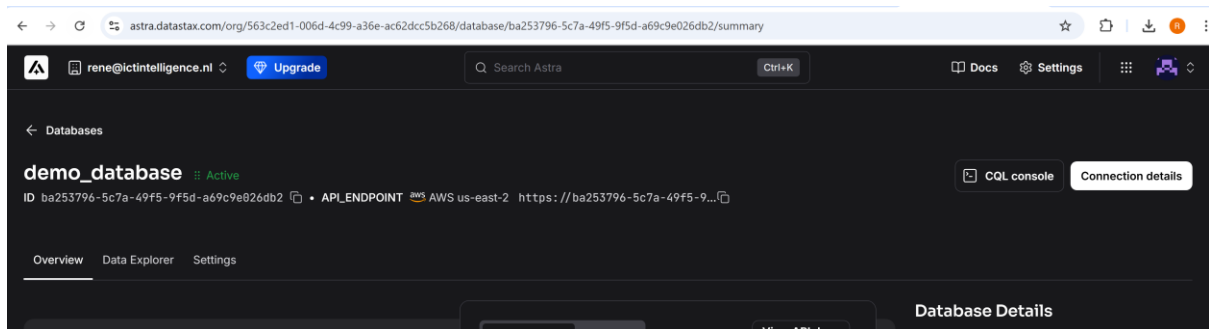 astra.datastax.com/org/563c2ed1-006d-4c99-a36e-ac62dcc5b268/database/ba253796-5c7a-49f5-9f5d-a69c9e026db2/summary
R
rene@ictintelligence.nl Upgrade Search Astra Ctrl+K Docs Settings
Databases
demo_database Active
CQL console Connection details
ID ba253796-5c7a-49f5-9f5d-a69c9e026db2 • API_ENDPOINT aws AWS us-east-2 https://ba253796-5c7a-49f5-9...
Overview Data Explorer Settings
Database Details